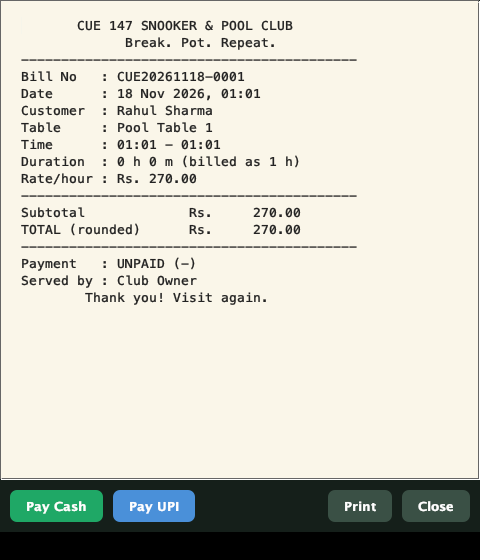 CUE 147 SNOOKER & POOL CLUB
Break. Pot. Repeat.
------------------------------------------
Bill No   : CUE20261118-0001
Date      : 18 Nov 2026, 01:01
Customer  : Rahul Sharma
Table     : Pool Table 1
Time      : 01:01 - 01:01
Duration  : 0 h 0 m (billed as 1 h)
Rate/hour : Rs. 270.00
------------------------------------------
Subtotal             Rs.     270.00
TOTAL (rounded)      Rs.     270.00
------------------------------------------
Payment   : UNPAID (-)
Served by : Club Owner
Thank you! Visit again.
Pay Cash Pay UPI Print Close